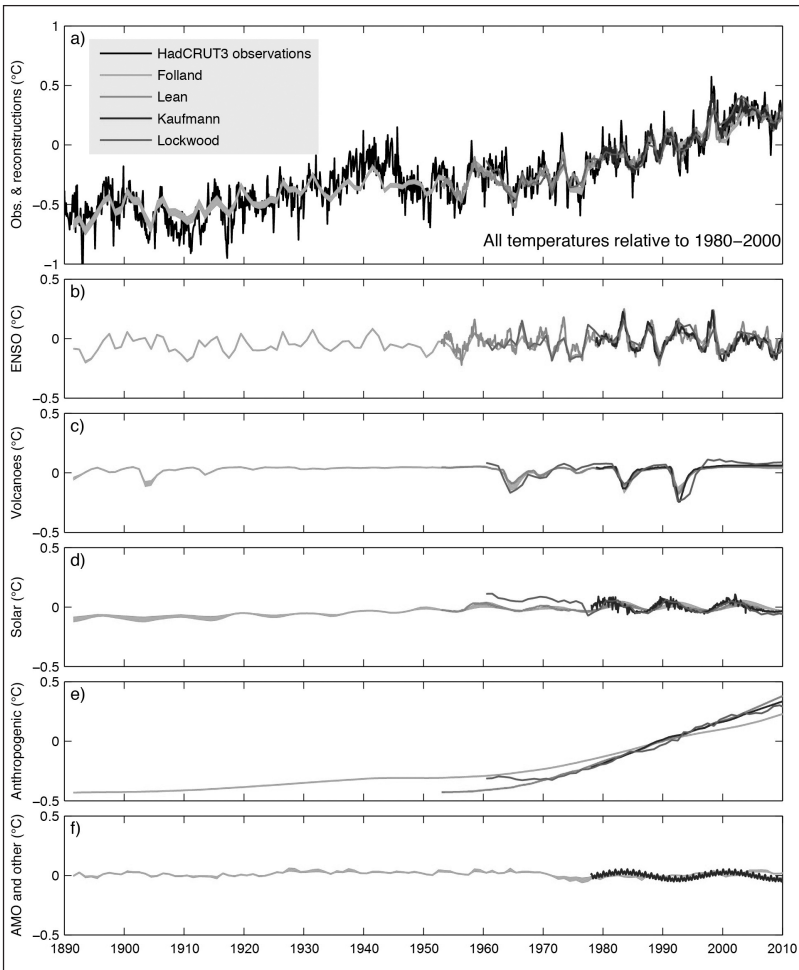 a)
HadCRUT3 observations
Folland
Lean
Kaufmann
Lockwood
All temperatures relative to 1980–2000
Obs. & reconstructions (°C)
1
0.5
0
−0.5
−1
b)
ENSO (°C)
0.5
0
−0.5
c)
Volcanoes (°C)
0.5
0
−0.5
d)
Solar (°C)
0.5
0
−0.5
e)
Anthropogenic (°C)
0.5
0
−0.5
f)
AMO and other (°C)
0.5
0
−0.5
1890 1900 1910 1920 1930 1940 1950 1960 1970 1980 1990 2000 2010